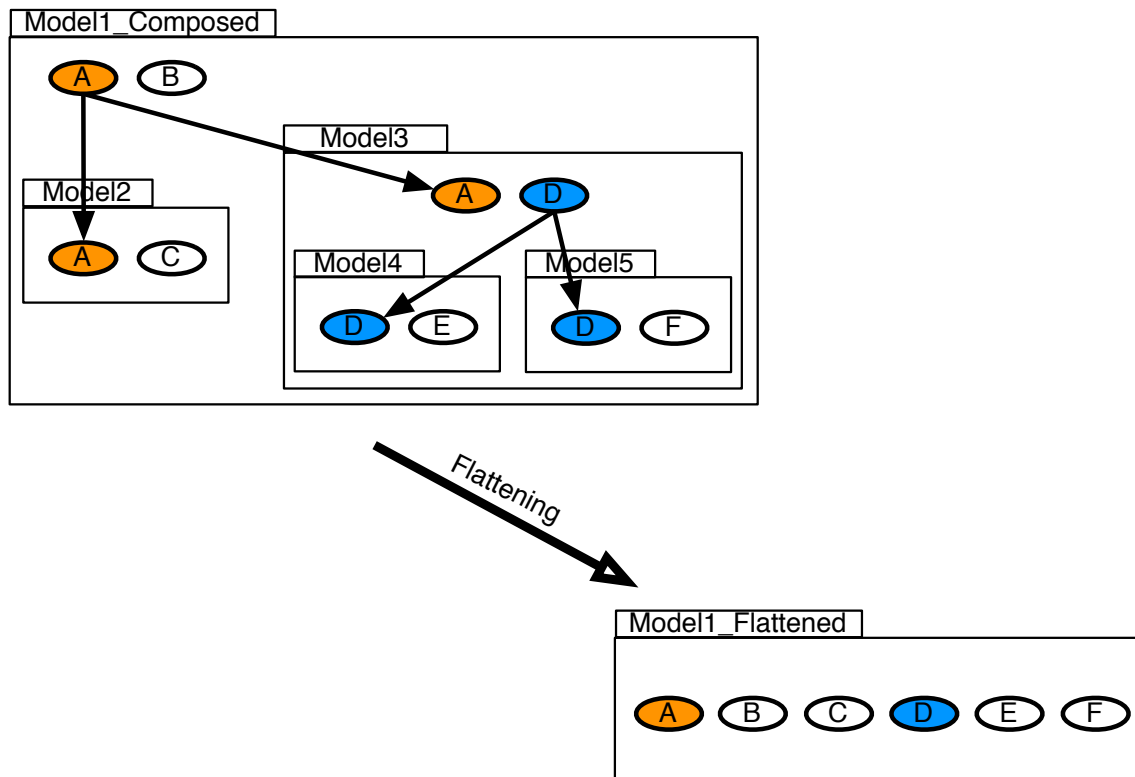 Model1_Composed
A B
Model3
Model2
A D
A C
Model4 Model5
D E D F
Flattening
Model1_Flattened
A B C D E F